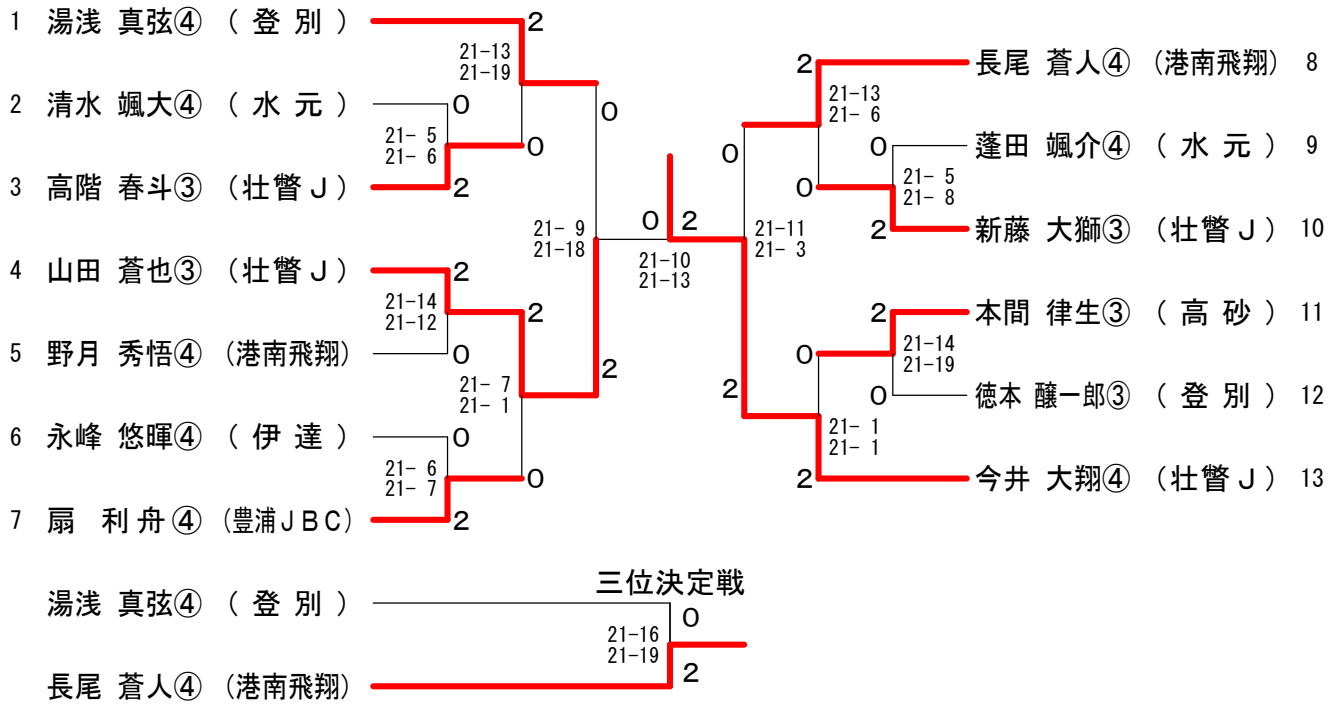 1 湯浅 真弦④ （ 登 別 ） 2
21-13
21-19
2 清水 颯大④ （ 水 元 ） 0
21- 5
21- 6
0
3 高階 春斗③ （壮瞥Ｊ） 2
0
21- 9
21-18
4 山田 蒼也③ （壮瞥Ｊ） 2
21-14
21-12
2
5 野月 秀悟④ （港南飛翔） 0
21- 7
21- 1
2
6 永峰 悠暉④ （ 伊 達 ） 0
21- 6
21- 7
0
7 扇 利舟④ （豊浦ＪＢＣ） 2
0 2
21-10
21-13
2 長尾 蒼人④ （港南飛翔） 8
21-13
21- 6
0 蓬田 颯介④ （ 水 元 ） 9
0
21- 5
21- 8
0
2 新藤 大獅③ （壮瞥Ｊ） 10
21-11
21- 3
2 本間 律生③ （ 高 砂 ） 11
0
21-14
21-19
2
0 徳本 醸一郎③ （ 登 別 ） 12
21- 1
21- 1
2 今井 大翔④ （壮瞥Ｊ） 13
三位決定戦
湯浅 真弦④ （ 登 別 ） 0
21-16
21-19
長尾 蒼人④ （港南飛翔） 2